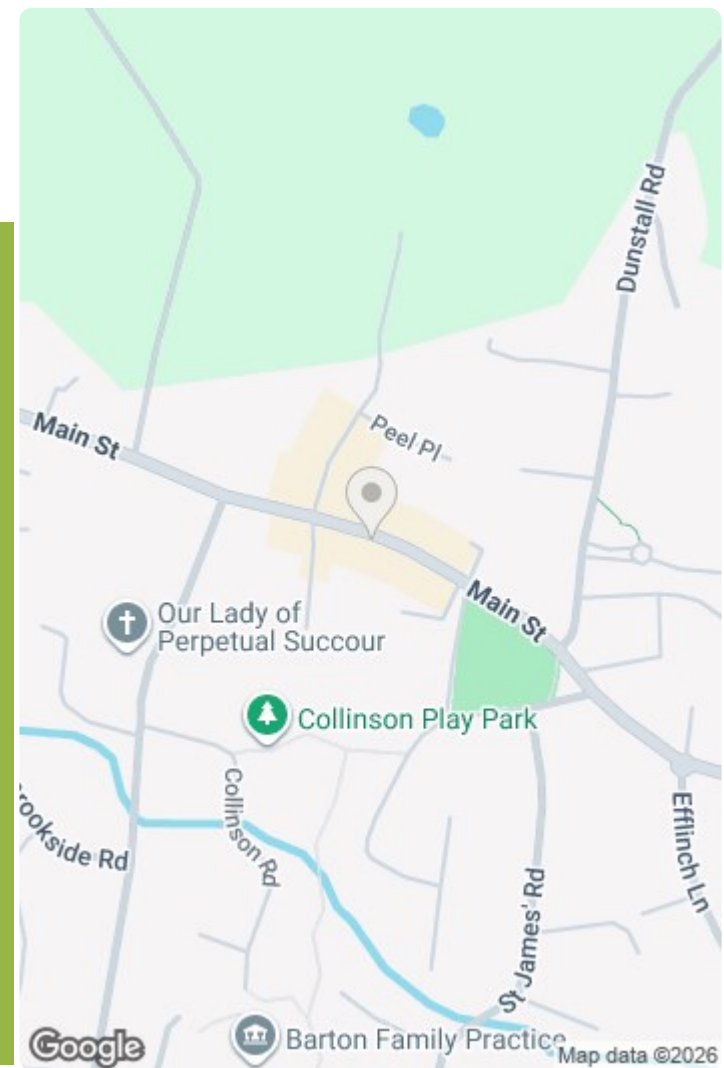 Dunstall Rd
Main St
Peel Pl
Main St
Our Lady of
Perpetual Succour
Collinson Play Park
Collinson Rd
rookside Rd
Efflinch Ln
St James' Rd
Barton Family Practice
Google
Map data ©2026